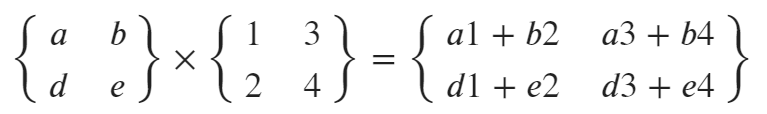 { a b } × { 1 3 } = { a1 + b2 a3 + b4 }
{ d e } { 2 4 } { d1 + e2 d3 + e4 }